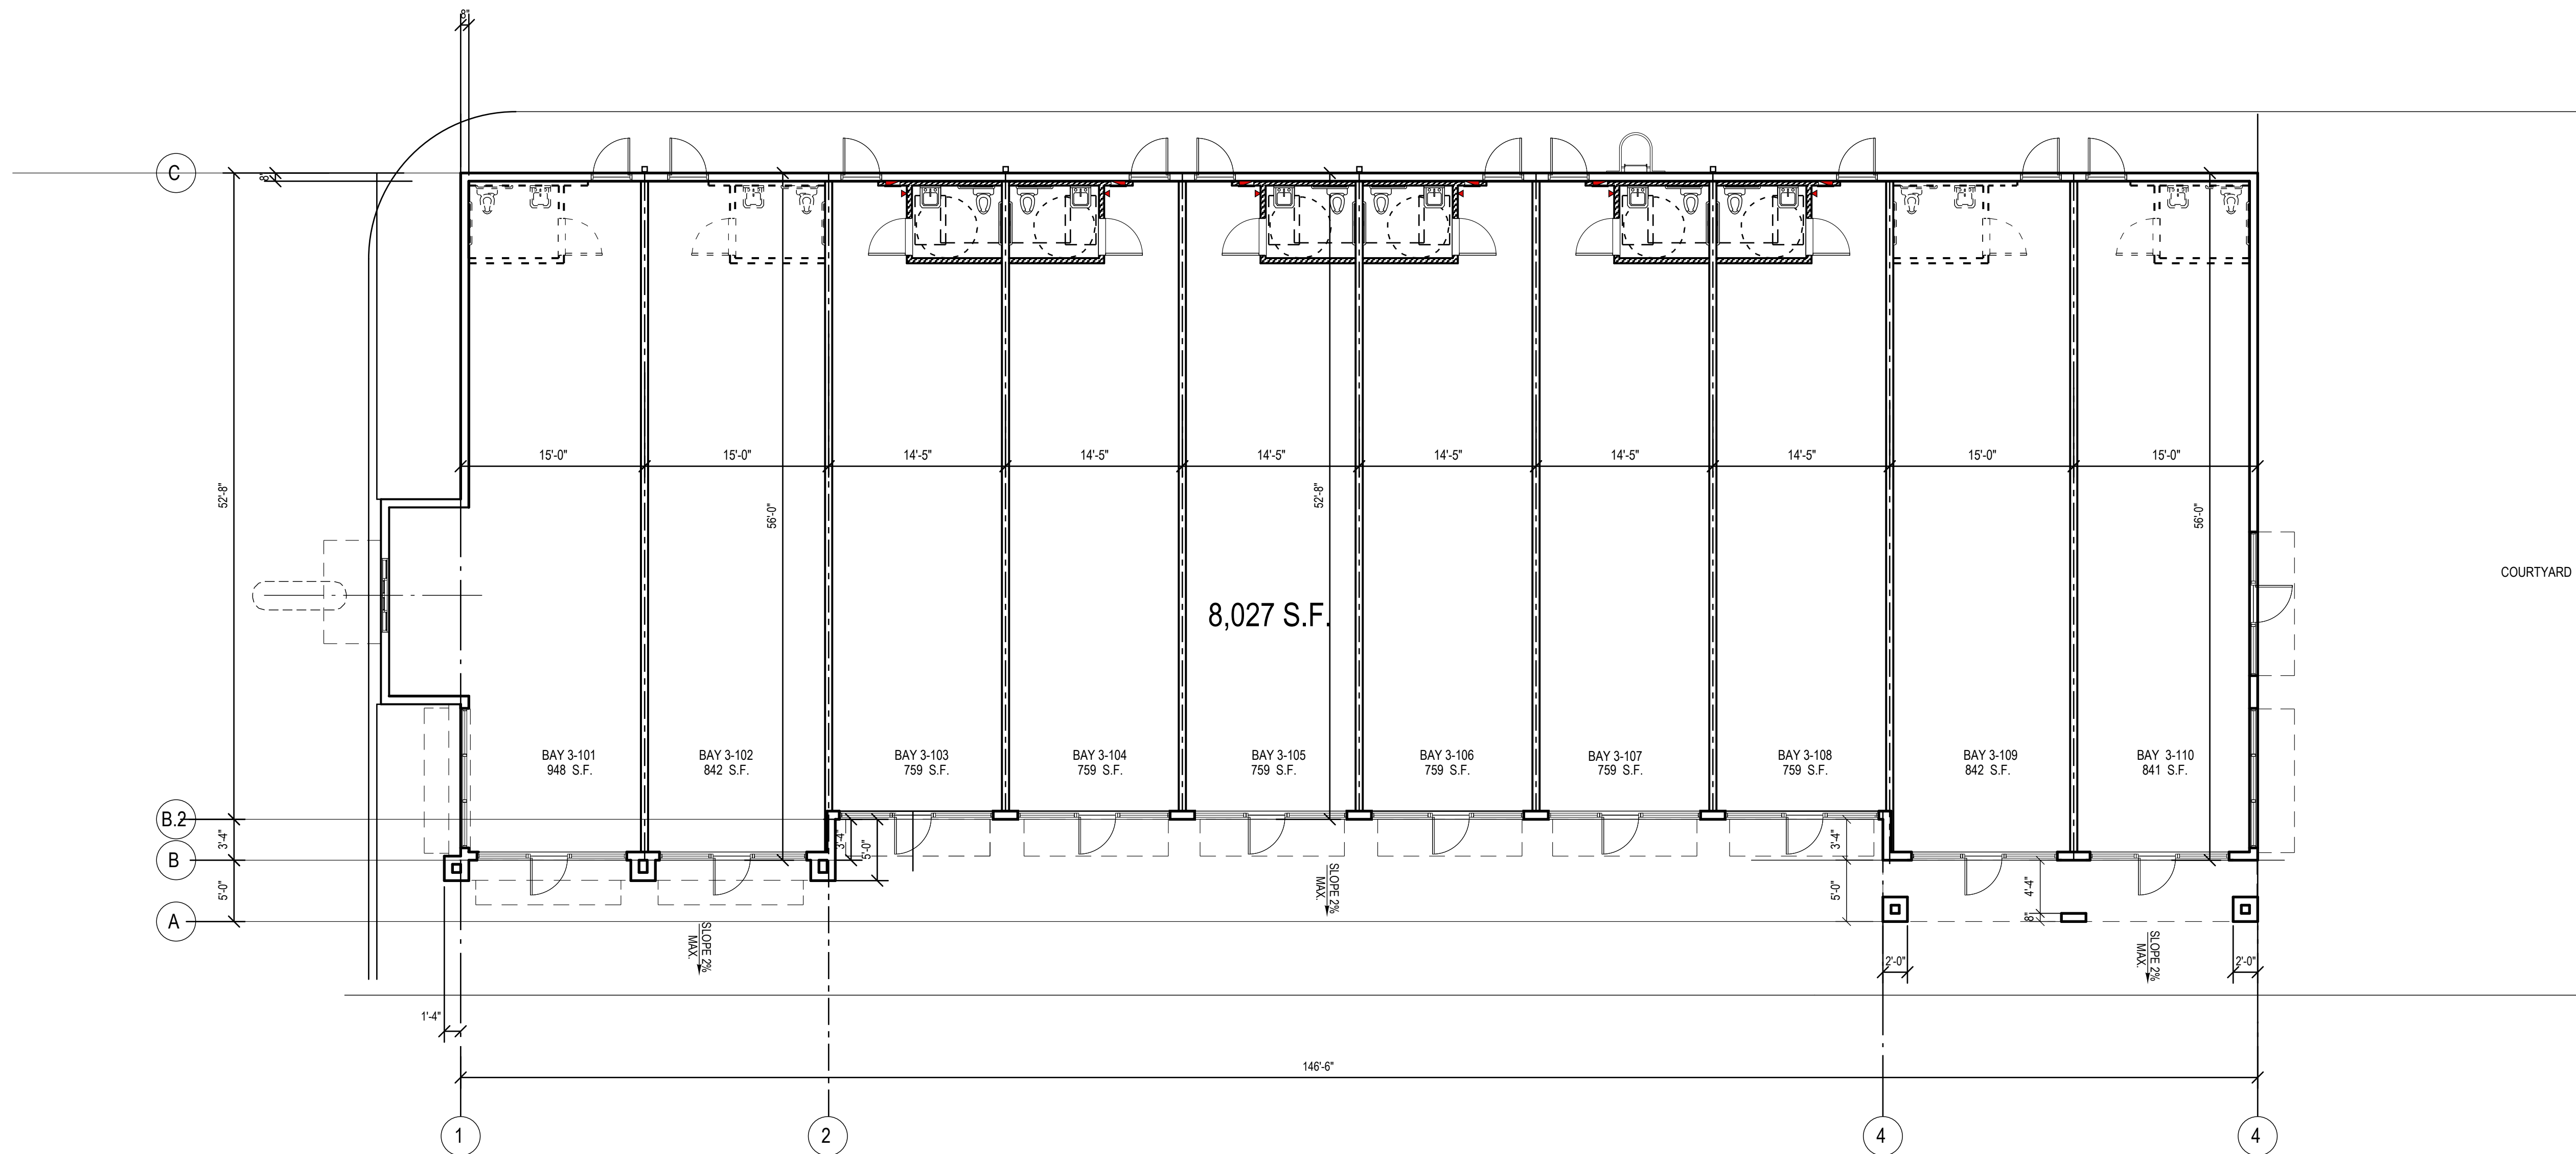 8"
C
8"
15'-0"
15'-0"
14'-5"
14'-5"
14'-5"
14'-5"
14'-5"
14'-5"
15'-0"
15'-0"
52'-8"
56'-0"
52'-8"
56'-0"
COURTYARD
8,027 S.F.
BAY 3-101
948 S.F.
BAY 3-102
842 S.F.
BAY 3-103
759 S.F.
BAY 3-104
759 S.F.
BAY 3-105
759 S.F.
BAY 3-106
759 S.F.
BAY 3-107
759 S.F.
BAY 3-108
759 S.F.
BAY 3-109
842 S.F.
BAY 3-110
841 S.F.
B.2
3'-4"
3'-4"
5'-0"
3'-4"
B
5'-0"
5'-0"
4'-4"
8"
A
SLOPE 2%
MAX.
SLOPE 2%
MAX.
SLOPE 2%
MAX.
2'-0"
2'-0"
1'-4"
146'-6"
1
2
4
4